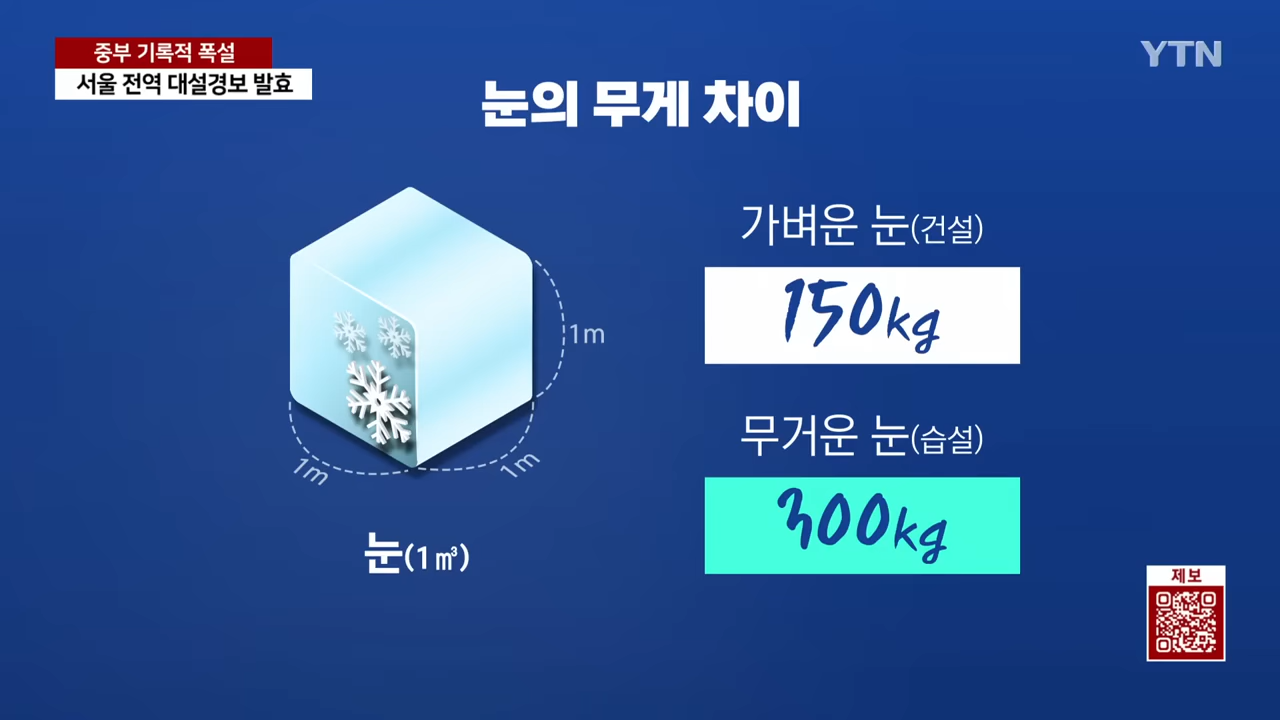 중부 기록적 폭설
서울 전역 대설경보 발효
YTN
눈의 무게 차이
가벼운 눈(건설)
150kg
1m
무거운 눈(습설)
300kg
1m
1m
눈(1㎥)
제보